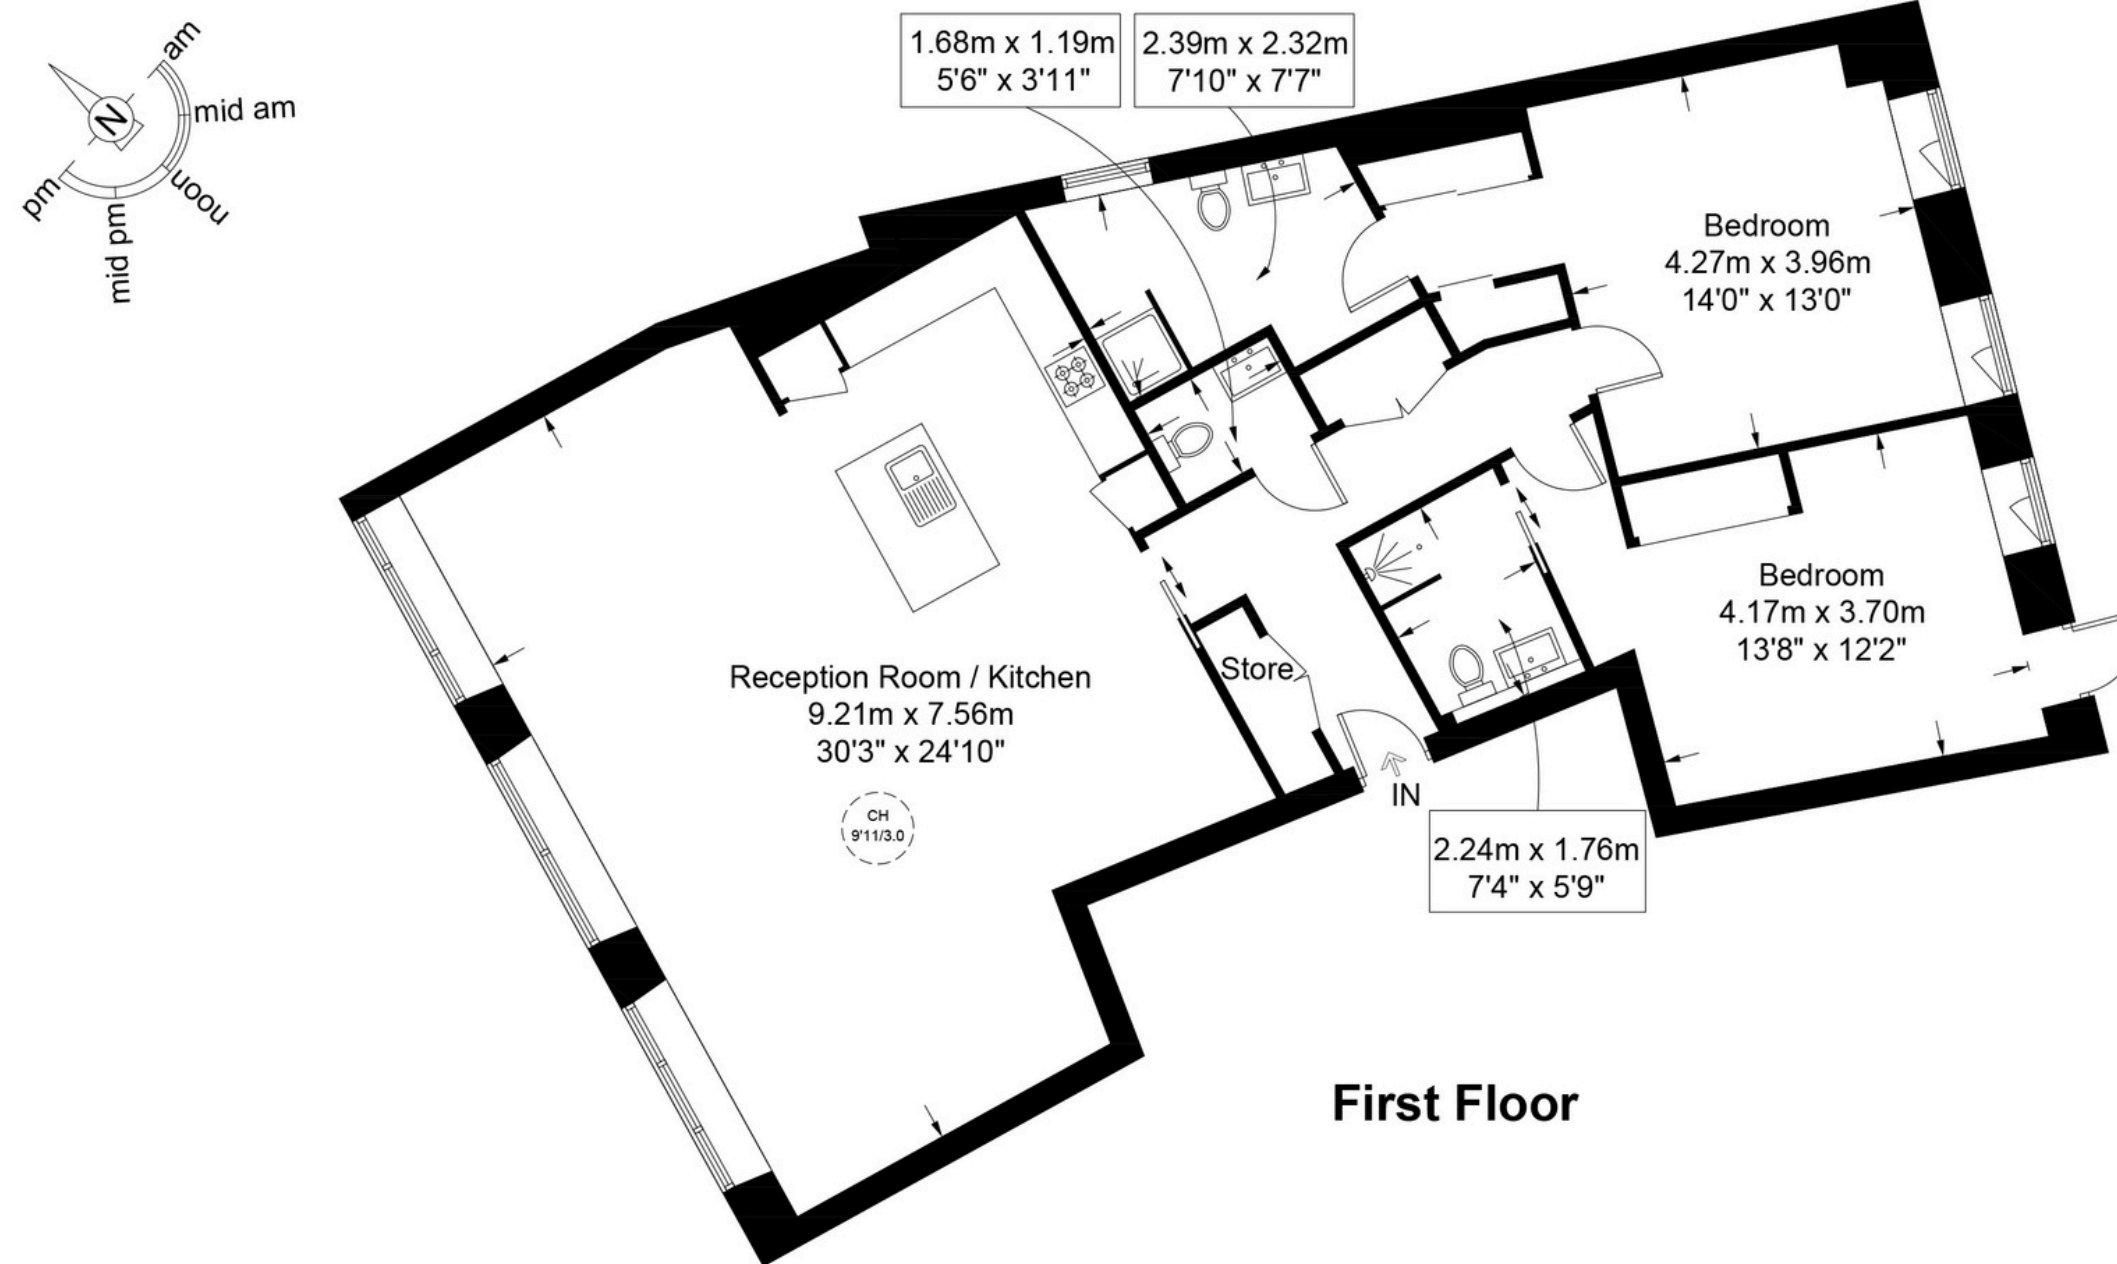 am
mid am
noon
mid pm
pm
N
1.68m x 1.19m
5'6" x 3'11"
2.39m x 2.32m
7'10" x 7'7"
Bedroom
4.27m x 3.96m
14'0" x 13'0"
Bedroom
4.17m x 3.70m
13'8" x 12'2"
Reception Room / Kitchen
9.21m x 7.56m
30'3" x 24'10"
CH
9'11/3.0
Store
IN
2.24m x 1.76m
7'4" x 5'9"
First Floor